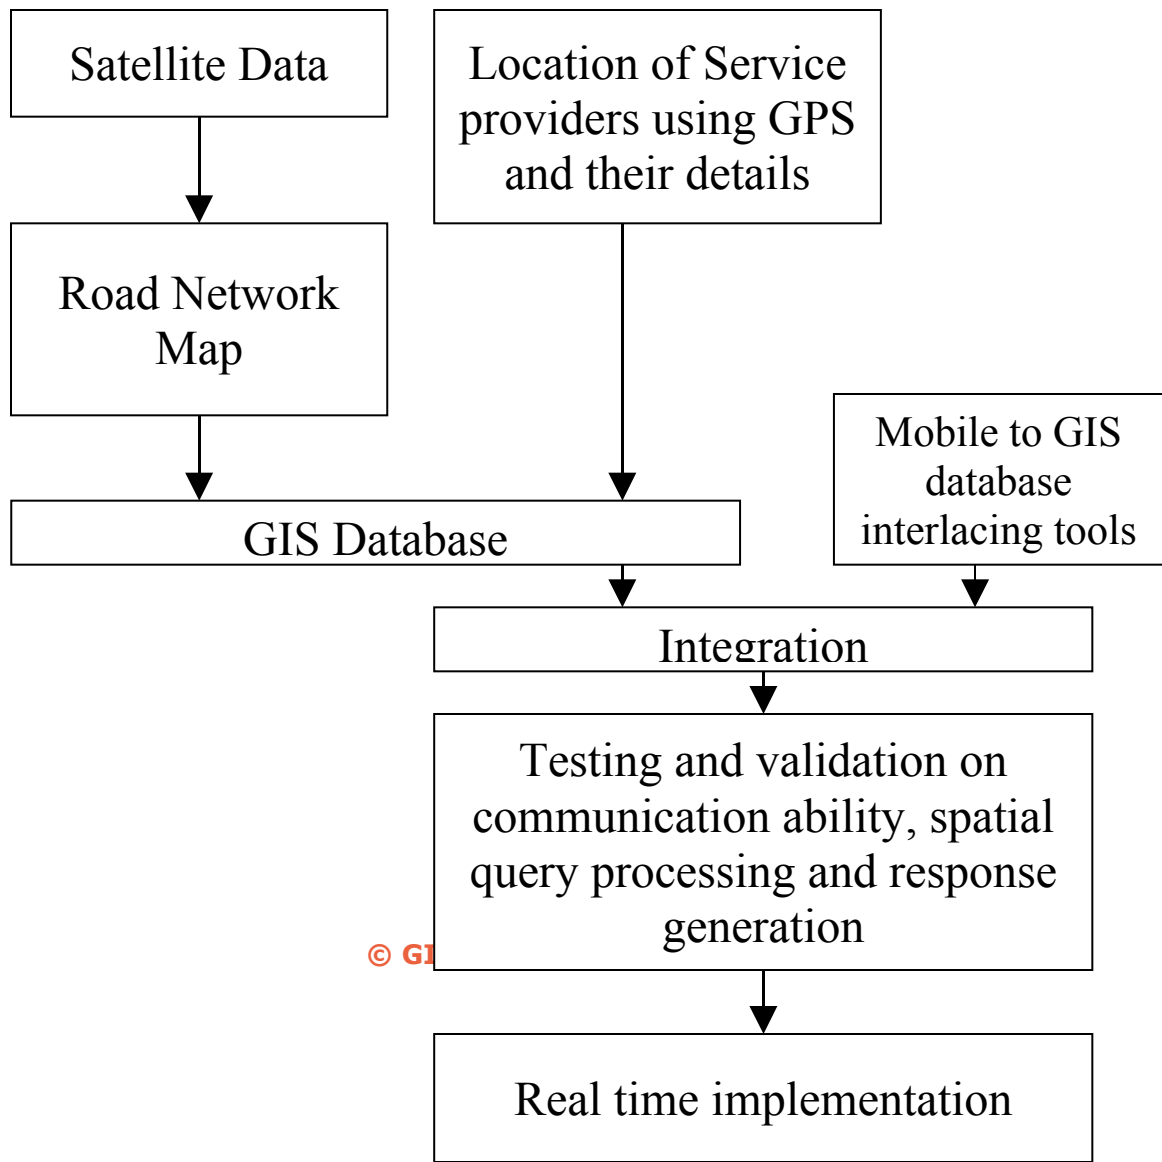 Satellite Data
Location of Service
providers using GPS
and their details
Road Network
Map
Mobile to GIS
database
interlacing tools
GIS Database
Integration
Testing and validation on
communication ability, spatial
query processing and response
generation
©
Real time implementation